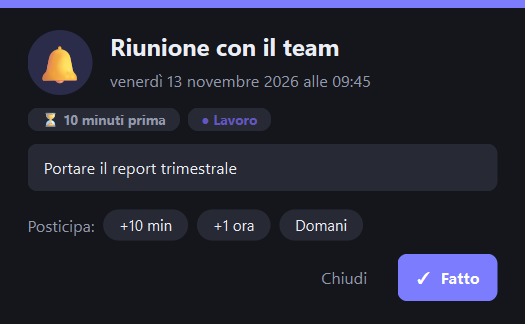 Riunione con il team
venerdì 13 novembre 2026 alle 09:45
⏳ 10 minuti prima
● Lavoro
Portare il report trimestrale
Posticipa: +10 min +1 ora Domani
Chiudi ✓ Fatto